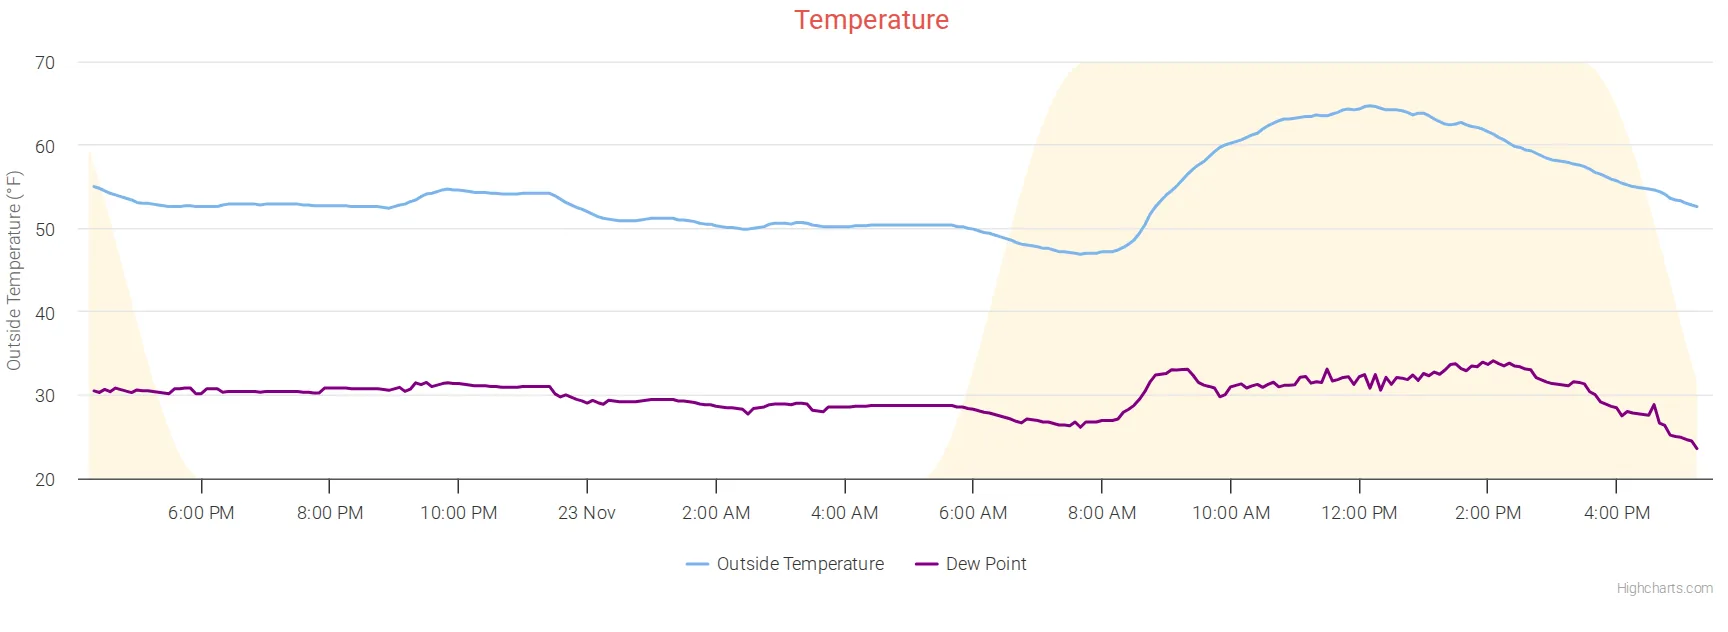 Temperature
Outside Temperature (°F)
70
60
50
40
30
20
6:00 PM 8:00 PM 10:00 PM 23 Nov 2:00 AM 4:00 AM 6:00 AM 8:00 AM 10:00 AM 12:00 PM 2:00 PM 4:00 PM
Outside Temperature Dew Point
Highcharts.com